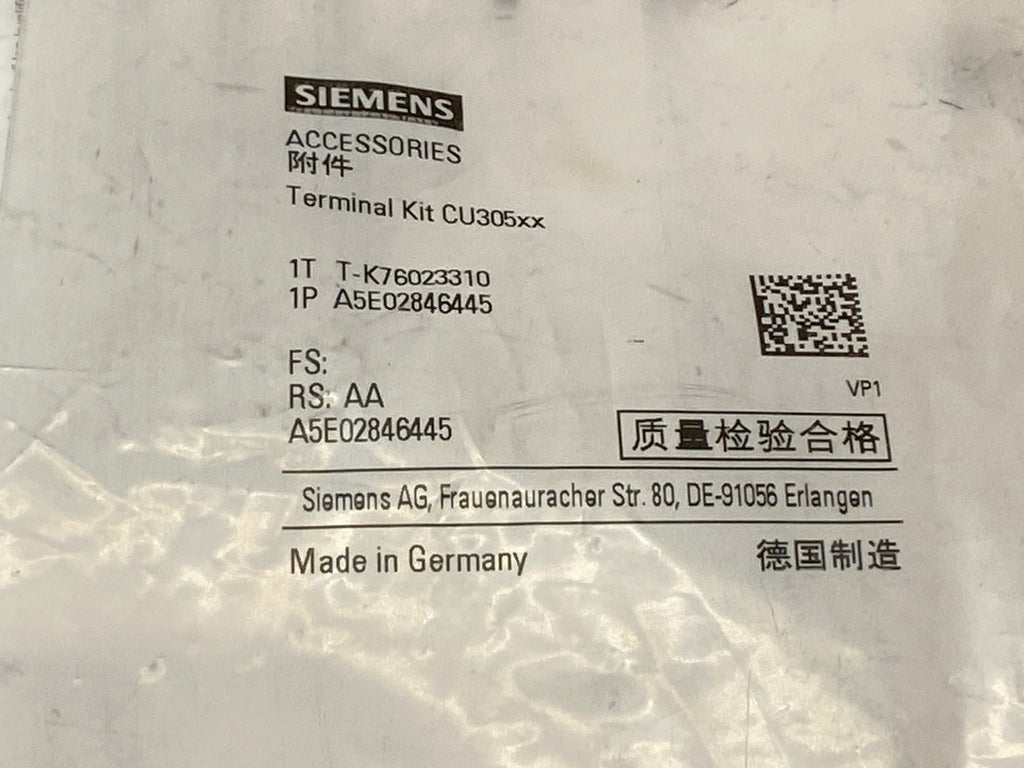 SIEMENS
ACCESSORIES
附件
Terminal Kit CU305xx
1T T-K76023310
1P A5E02846445
FS:
RS: AA
A5E02846445
VP1
质量检验合格
Siemens AG, Frauenauracher Str. 80, DE-91056 Erlangen
Made in Germany 德国制造